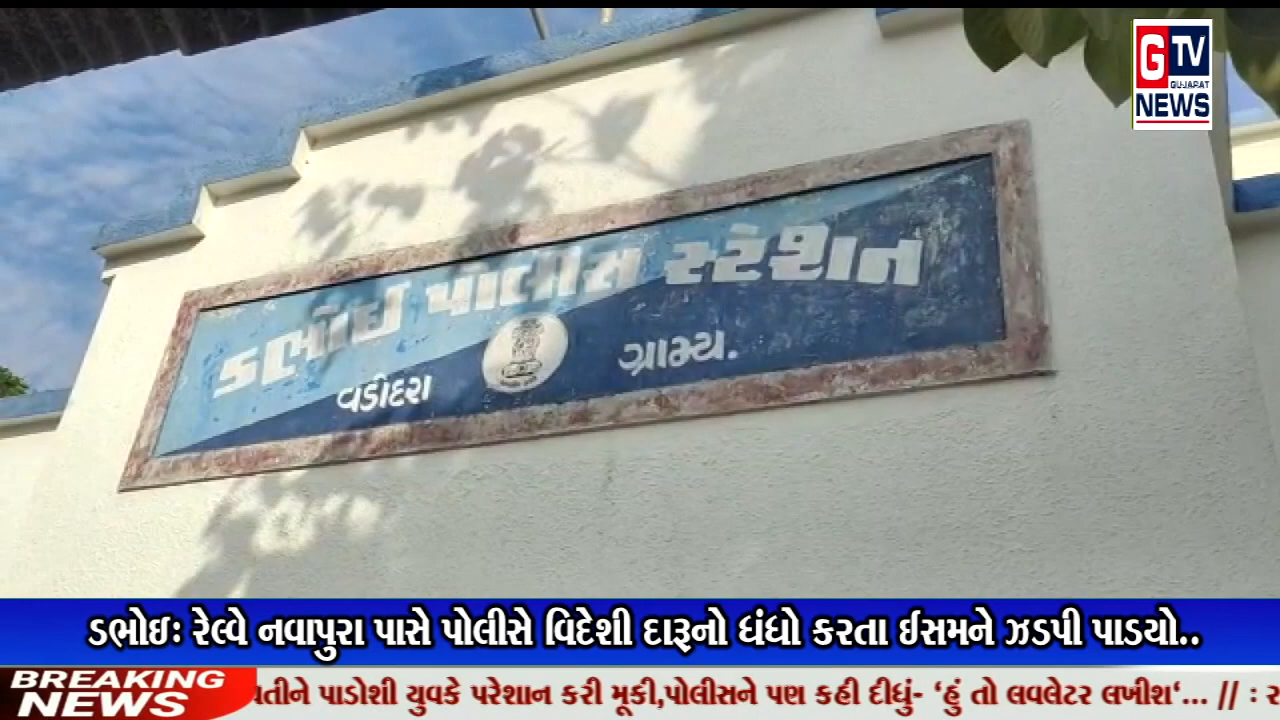 G TV
GUJARAT
NEWS
ડભોઈ પોલીસ સ્ટેશન
વડોદરા ગ્રામ્ય.
ડભોઇઃ રેલ્વે નવાપુરા પાસે પોલીસે વિદેશી દારૂનો ધંધો કરતા ઈસમને ઝડપી પાડયો..
BREAKING
NEWS
પાડોશી યુવકે પરેશાન કરી મૂકી,પોલીસને પણ કહી દીધું- ‘હું તો લવલેટર લખીશ‘... // :